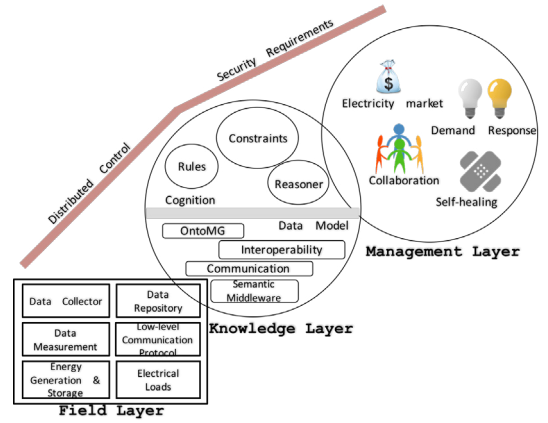 Security Requirements
Distributed Control
Electricity market
Demand Response
Collaboration
Self-healing
Management Layer
Constraints
Rules
Reasoner
Cognition
Data Model
OntoMG
Interoperability
Communication
Semantic
Middleware
Knowledge Layer
Data Collector
Data
Repository
Data
Measurement
Low-level
Communication
Protocol
Energy
Generation &
Storage
Electrical
Loads
Field Layer
$